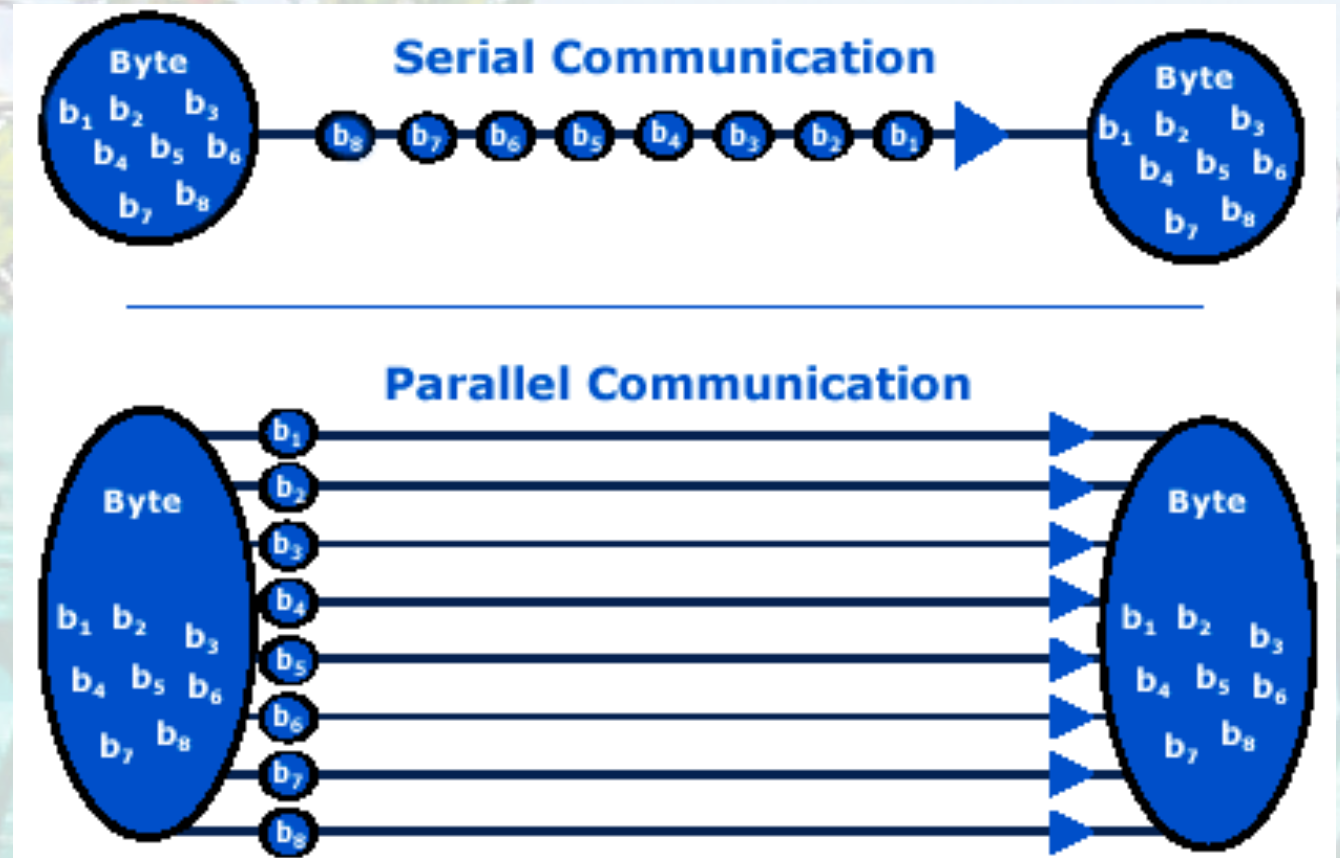 Serial Communication
Byte
b₁ b₂ b₃
b₄ b₅ b₆
b₇ b₈
b₈ b₇ b₆ b₅ b₄ b₃ b₂ b₁
Byte
b₁ b₂ b₃
b₄ b₅ b₆
b₇ b₈
Parallel Communication
Byte
b₁ b₂ b₃
b₄ b₅ b₆
b₇ b₈
b₁
b₂
b₃
b₄
b₅
b₆
b₇
b₈
Byte
b₁ b₂ b₃
b₄ b₅ b₆
b₇ b₈